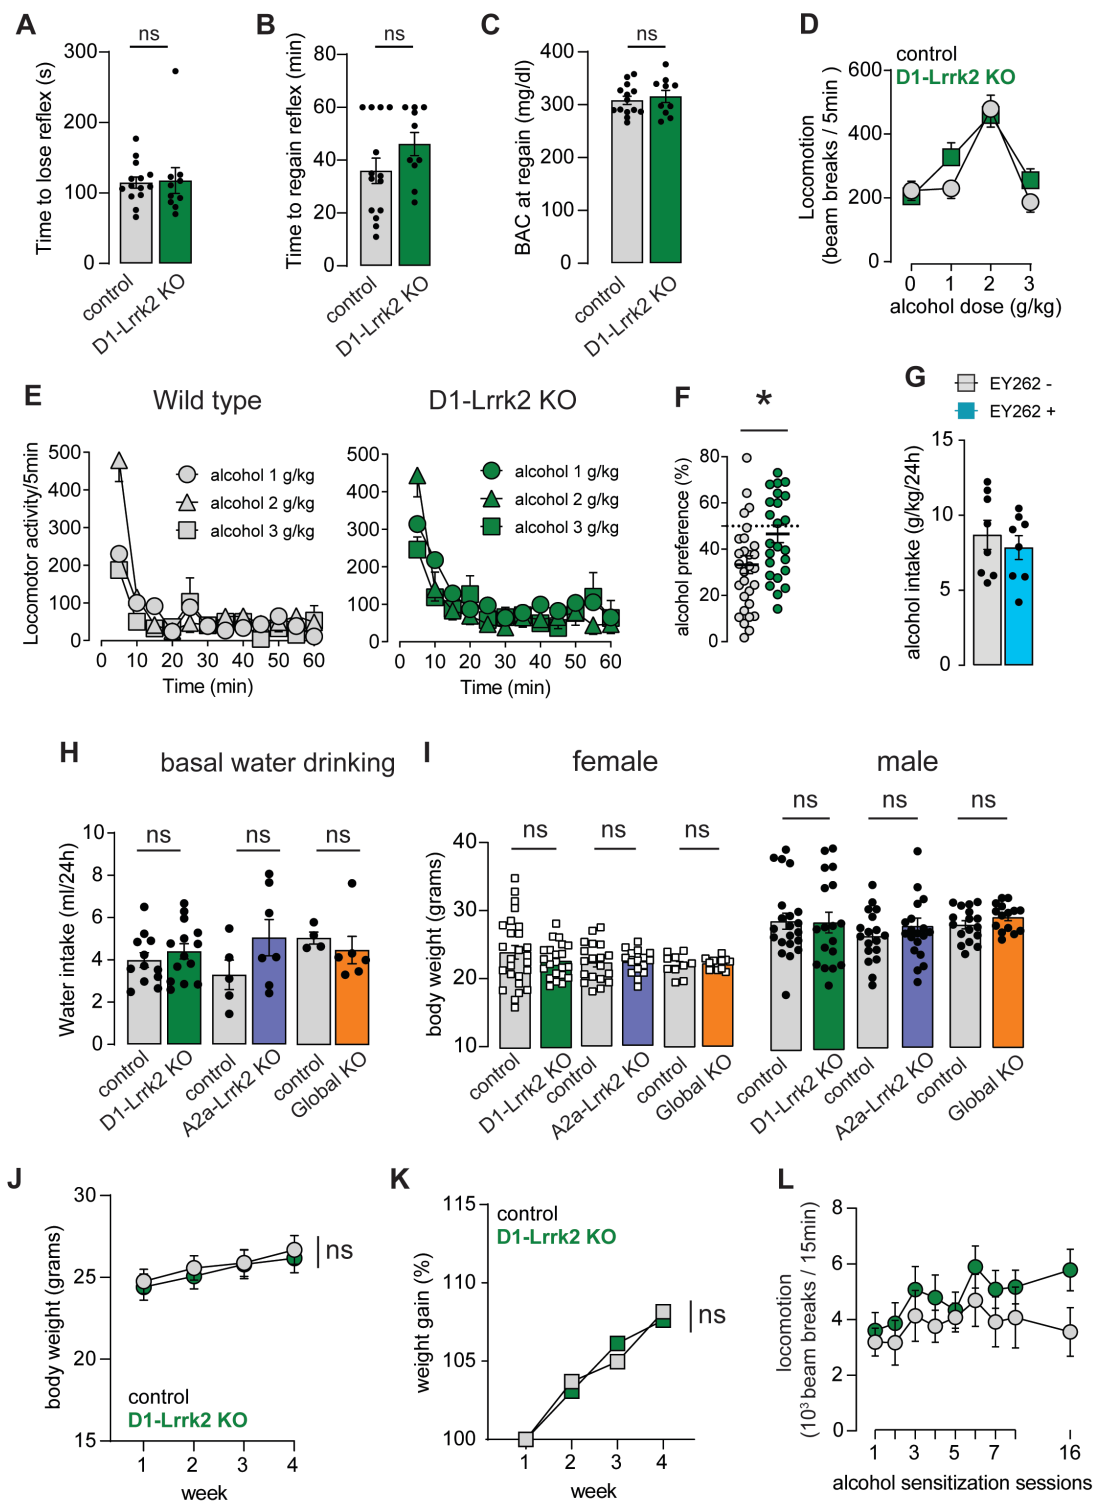 A
ns
Time to lose reflex (s)
300
200
100
0
control
D1-Lrrk2 KO
B
ns
Time to regain reflex (min)
80
60
40
20
0
control
D1-Lrrk2 KO
C
ns
BAC at regain (mg/dl)
400
300
200
100
0
control
D1-Lrrk2 KO
D
control
D1-Lrrk2 KO
Locomotion
(beam breaks / 5min)
600
400
200
0
0 1 2 3
alcohol dose (g/kg)
E
Wild type
Locomotor activity/5min
500
400
300
200
100
0
alcohol 1 g/kg
alcohol 2 g/kg
alcohol 3 g/kg
0 10 20 30 40 50 60
Time (min)
D1-Lrrk2 KO
500
400
300
200
100
0
alcohol 1 g/kg
alcohol 2 g/kg
alcohol 3 g/kg
0 10 20 30 40 50 60
Time (min)
F
*
alcohol preference (%)
80
60
40
20
0
G
EY262 -
EY262 +
alcohol intake (g/kg/24h)
15
10
5
0
H
basal water drinking
ns ns ns
Water intake (ml/24h)
10
8
6
4
2
0
control
D1-Lrrk2 KO
control
A2a-Lrrk2 KO
control
Global KO
I
female
male
ns ns ns
ns ns ns
body weight (grams)
40
30
20
10
control
D1-Lrrk2 KO
control
A2a-Lrrk2 KO
control
Global KO
control
D1-Lrrk2 KO
control
A2a-Lrrk2 KO
control
Global KO
J
body weight (grams)
30
25
20
15
ns
control
D1-Lrrk2 KO
1 2 3 4
week
K
weight gain (%)
115
110
105
100
control
D1-Lrrk2 KO
ns
1 2 3 4
week
L
locomotion
(10³ beam breaks / 15min)
8
6
4
2
0
1 3 5 7 16
alcohol sensitization sessions